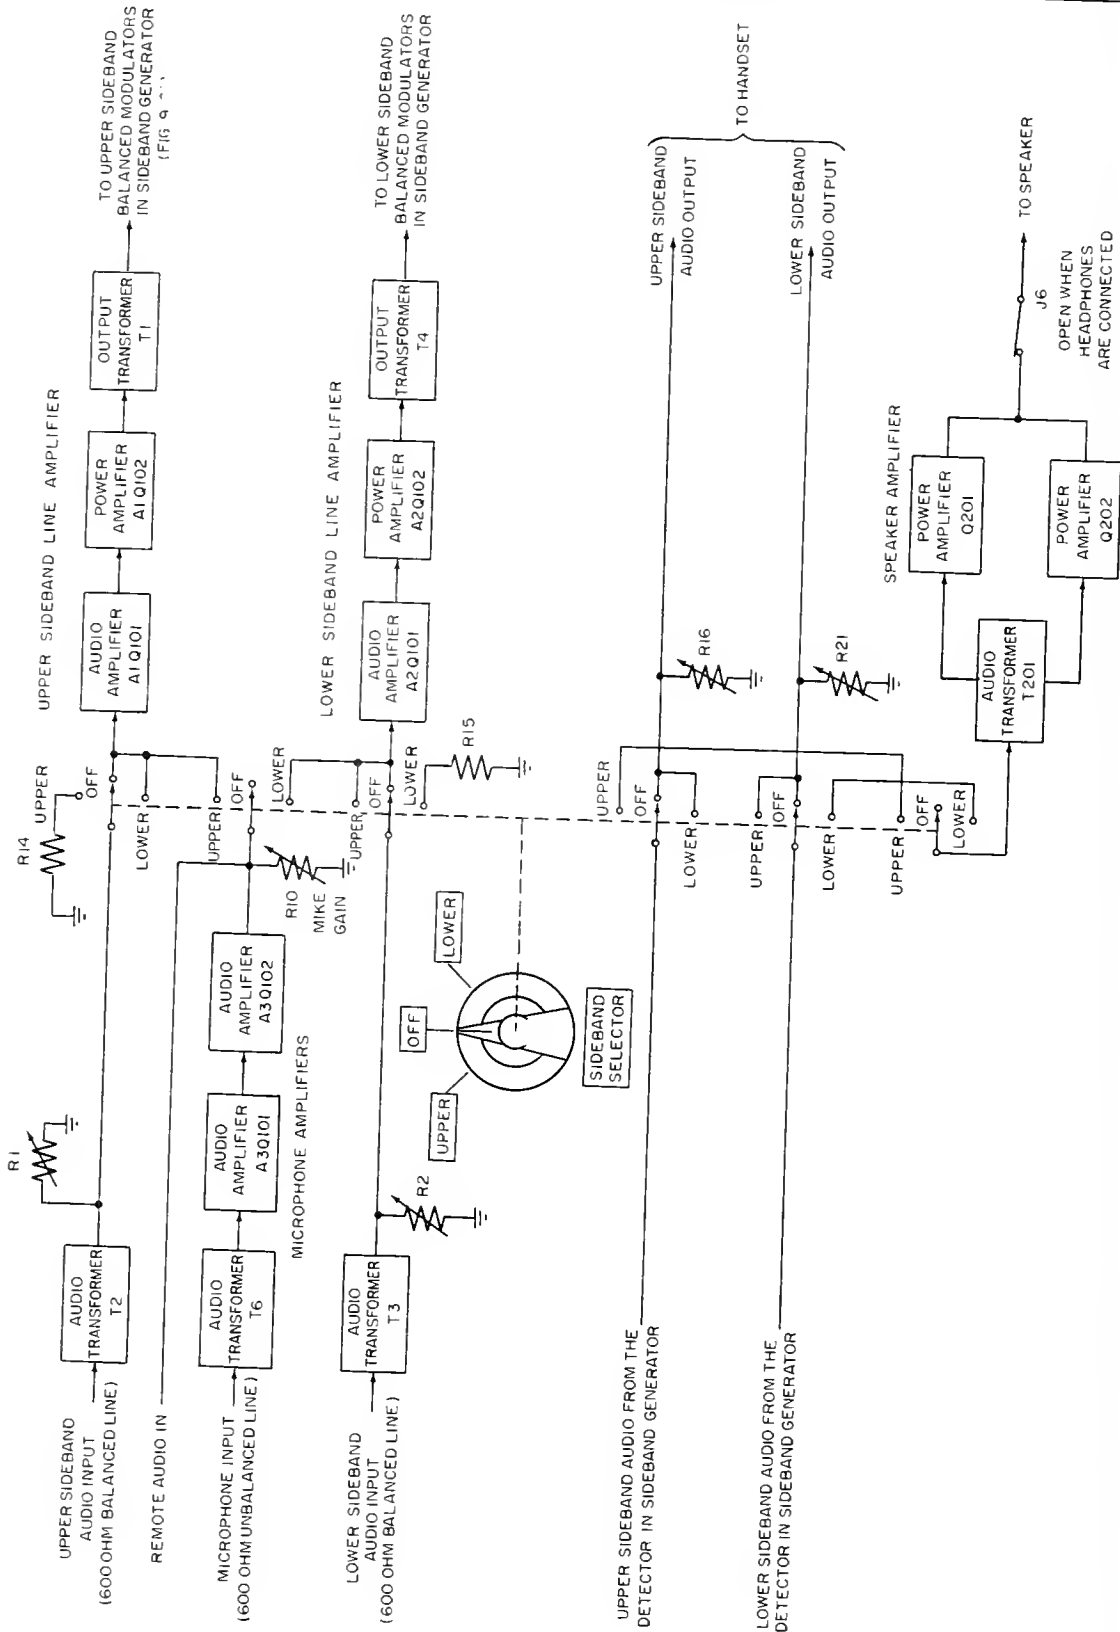 UPPER SIDEBAND
AUDIO INPUT
(600 OHM BALANCED LINE)
AUDIO
TRANSFORMER
T2
R1
R14
UPPER
OFF
LOWER
UPPER SIDEBAND LINE AMPLIFIER
AUDIO
AMPLIFIER
A1Q101
POWER
AMPLIFIER
A1Q102
OUTPUT
TRANSFORMER
T1
TO UPPER SIDEBAND
BALANCED MODULATORS
IN SIDEBAND GENERATOR
(FIG 9
REMOTE AUDIO IN
MICROPHONE INPUT
(600 OHM UNBALANCED LINE)
AUDIO
TRANSFORMER
T6
AUDIO
AMPLIFIER
A3Q101
AUDIO
AMPLIFIER
A3Q102
MICROPHONE AMPLIFIERS
R10
MIKE
GAIN
UPPER
OFF
LOWER
LOWER SIDEBAND
AUDIO INPUT
(600 OHM BALANCED LINE)
AUDIO
TRANSFORMER
T3
R2
UPPER
OFF
LOWER
R15
LOWER SIDEBAND LINE AMPLIFIER
AUDIO
AMPLIFIER
A2Q101
POWER
AMPLIFIER
A2Q102
OUTPUT
TRANSFORMER
T4
TO LOWER SIDEBAND
BALANCED MODULATORS
IN SIDEBAND GENERATOR
UPPER
OFF
LOWER
SIDEBAND
SELECTOR
UPPER SIDEBAND AUDIO FROM THE
DETECTOR IN SIDEBAND GENERATOR
UPPER
OFF
LOWER
R16
UPPER SIDEBAND
AUDIO OUTPUT
TO HANDSET
LOWER SIDEBAND AUDIO FROM THE
DETECTOR IN SIDEBAND GENERATOR
UPPER
OFF
LOWER
R21
LOWER SIDEBAND
AUDIO OUTPUT
UPPER
OFF
LOWER
AUDIO
TRANSFORMER
T201
SPEAKER AMPLIFIER
POWER
AMPLIFIER
Q201
POWER
AMPLIFIER
Q202
J6
OPEN WHEN
HEADPHONES
ARE CONNECTED
TO SPEAKER